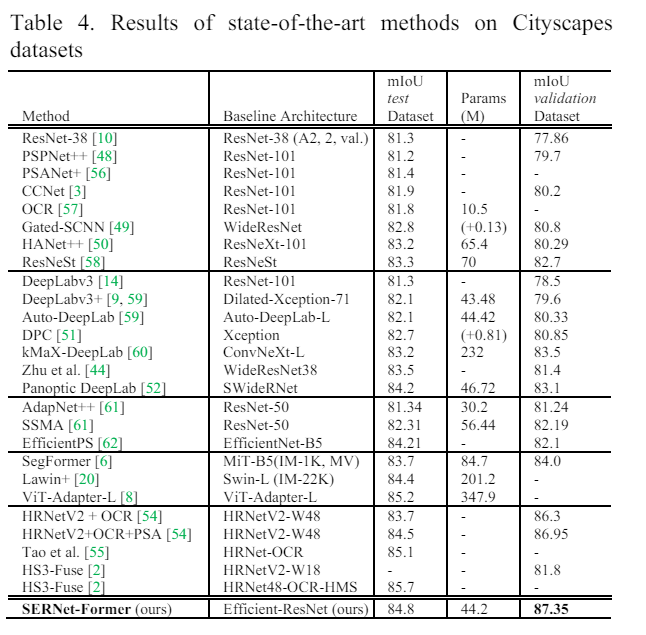 Table 4. Results of state-of-the-art methods on Cityscapes
datasets
Method Baseline Architecture mIoU test Dataset Params (M) mIoU validation Dataset
ResNet-38 [10] ResNet-38 (A2, 2, val.) 81.3 - 77.86
PSPNet++ [48] ResNet-101 81.2 - 79.7
PSANet+ [56] ResNet-101 81.4 - -
CCNet [3] ResNet-101 81.9 - 80.2
OCR [57] ResNet-101 81.8 10.5 -
Gated-SCNN [49] WideResNet 82.8 (+0.13) 80.8
HANet++ [50] ResNeXt-101 83.2 65.4 80.29
ResNeSt [58] ResNeSt 83.3 70 82.7
DeepLabv3 [14] ResNet-101 81.3 - 78.5
DeepLabv3+ [9, 59] Dilated-Xception-71 82.1 43.48 79.6
Auto-DeepLab [59] Auto-DeepLab-L 82.1 44.42 80.33
DPC [51] Xception 82.7 (+0.81) 80.85
kMaX-DeepLab [60] ConvNeXt-L 83.2 232 83.5
Zhu et al. [44] WideResNet38 83.5 - 81.4
Panoptic DeepLab [52] SWideRNet 84.2 46.72 83.1
AdapNet++ [61] ResNet-50 81.34 30.2 81.24
SSMA [61] ResNet-50 82.31 56.44 82.19
EfficientPS [62] EfficientNet-B5 84.21 - 82.1
SegFormer [6] MiT-B5(IM-1K, MV) 83.7 84.7 84.0
Lawin+ [20] Swin-L (IM-22K) 84.4 201.2 -
ViT-Adapter-L [8] ViT-Adapter-L 85.2 347.9 -
HRNetV2 + OCR [54] HRNetV2-W48 83.7 - 86.3
HRNetV2+OCR+PSA [54] HRNetV2-W48 84.5 - 86.95
Tao et al. [55] HRNet-OCR 85.1 - -
HS3-Fuse [2] HRNetV2-W18 - - 81.8
HS3-Fuse [2] HRNet48-OCR-HMS 85.7 - -
SERNet-Former (ours) Efficient-ResNet (ours) 84.8 44.2 87.35